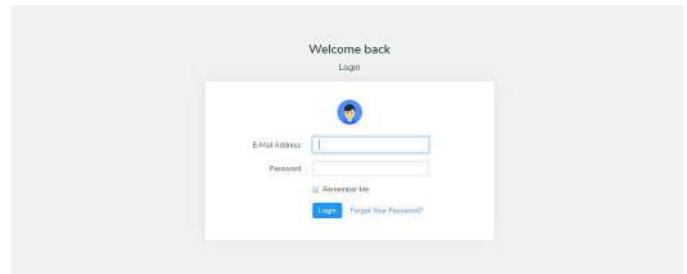 Welcome back
Login
E-Mail Address
Password
Remember Me
Login Forgot Your Password?